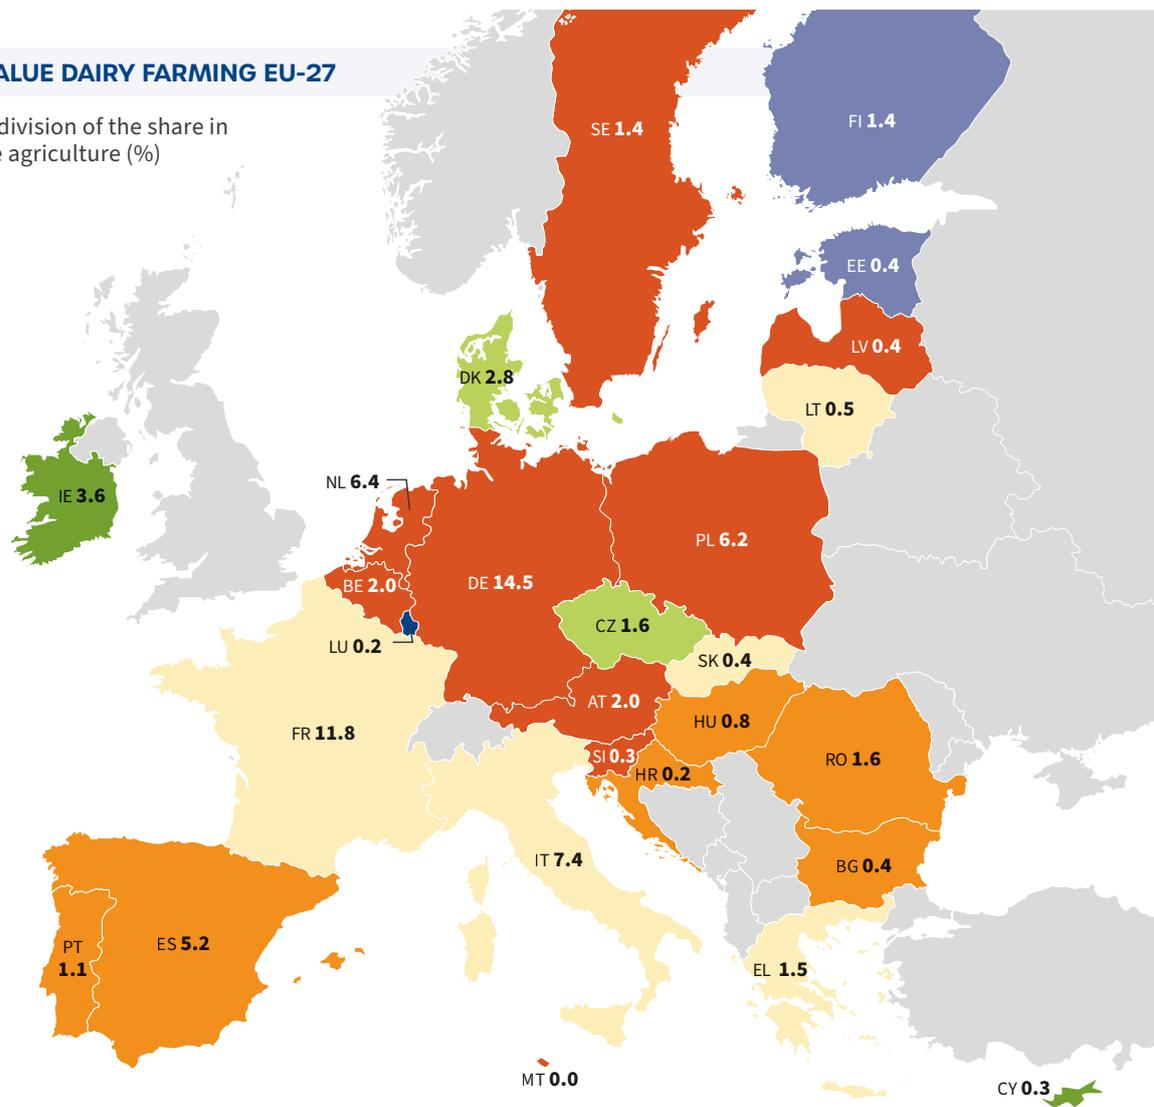 ALUE DAIRY FARMING EU-27
division of the share in
agriculture (%)
SE 1.4
FI 1.4
EE 0.4
LV 0.4
DK 2.8
LT 0.5
NL 6.4
IE 3.6
PL 6.2
BE 2.0
DE 14.5
CZ 1.6
LU 0.2
SK 0.4
AT 2.0
HU 0.8
FR 11.8
SI 0.3
RO 1.6
HR 0.2
IT 7.4
BG 0.4
ES 5.2
PT
1.1
EL 1.5
MT 0.0
CY 0.3